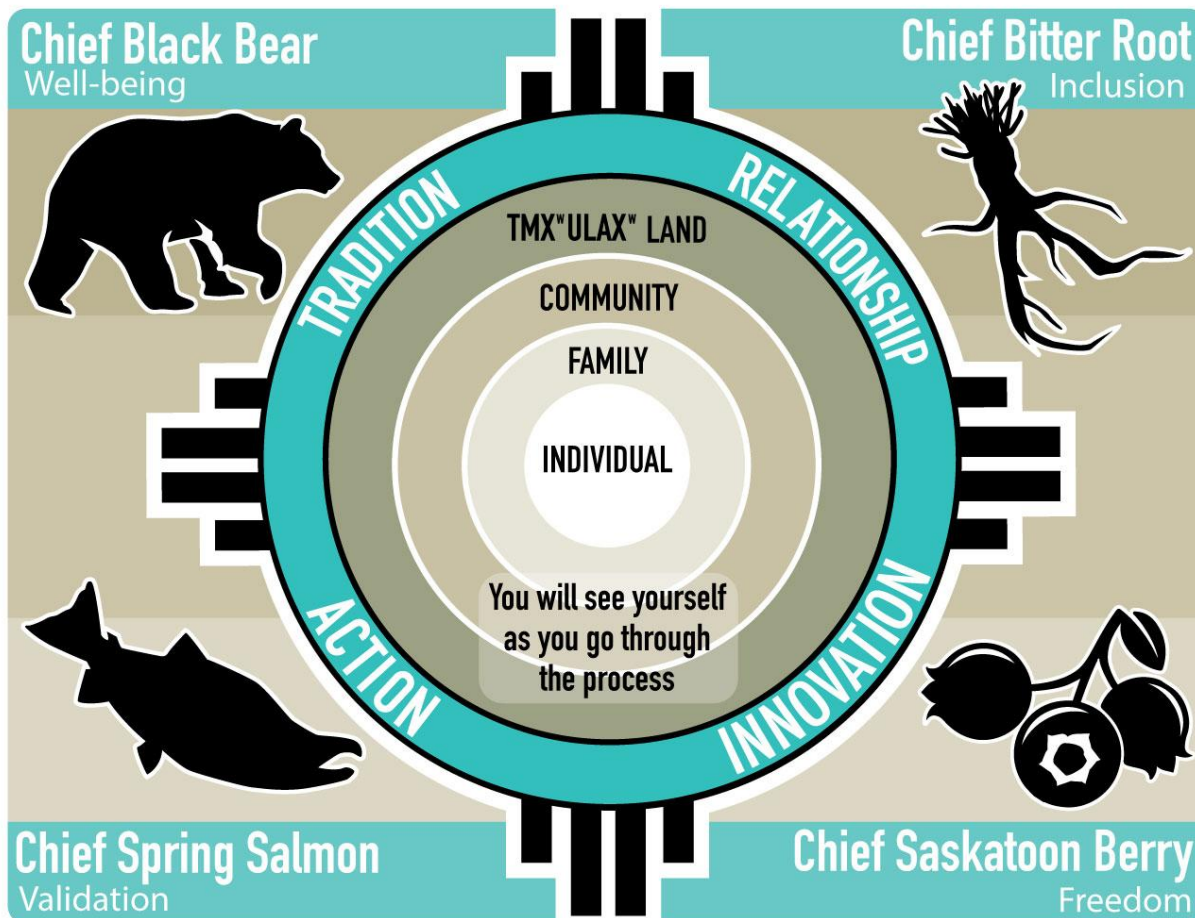 Chief Black Bear
Well-being
Chief Bitter Root
Inclusion
TRADITION
RELATIONSHIP
TMXʷULAXʷ LAND
COMMUNITY
FAMILY
INDIVIDUAL
You will see yourself
as you go through
the process
ACTION
INNOVATION
Chief Spring Salmon
Validation
Chief Saskatoon Berry
Freedom